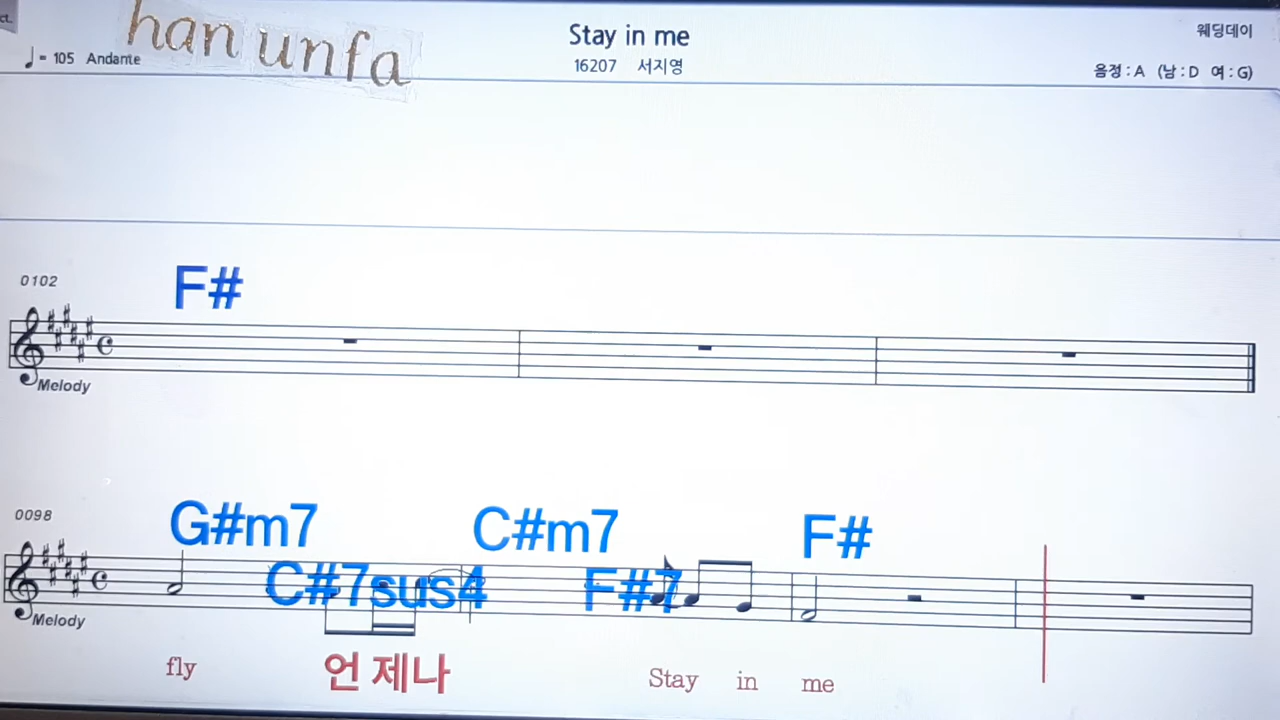 ct.
han unfa
Stay in me
웨딩데이
♩= 105 Andante
16207 서지영
음정 : A (남 : D 여 : G)
0102
F#
Melody
0098
G#m7 C#m7 F#
C#7sus4 F#7
Melody
fly 언 제나 Stay in me